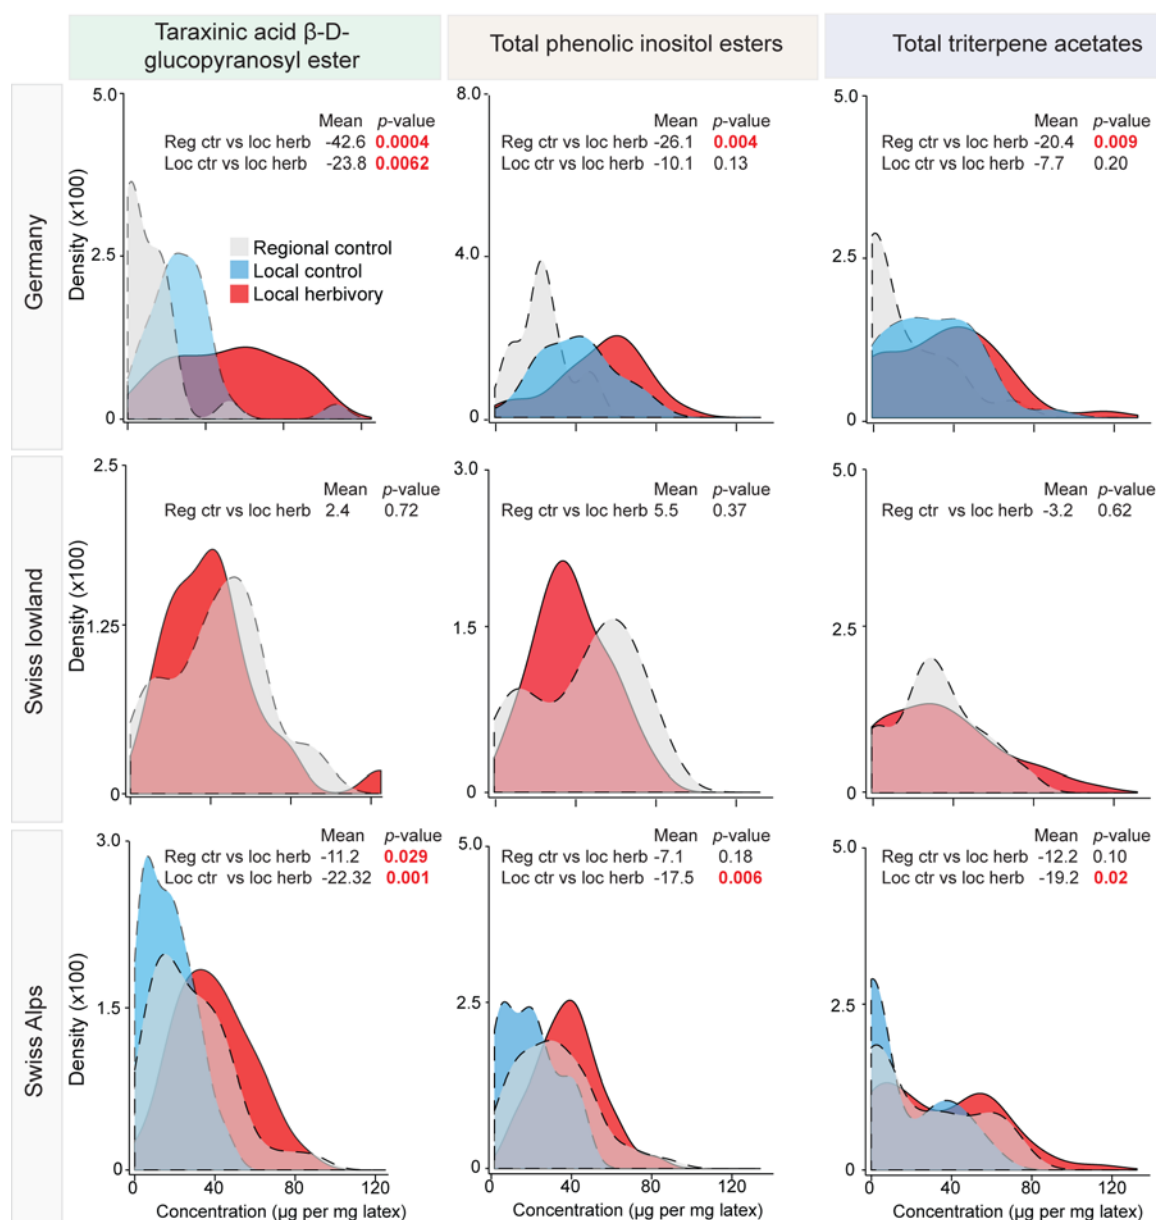 Taraxinic acid β-D-
glucopyranosyl ester
Total phenolic inositol esters
Total triterpene acetates
Germany
Density (x100)
5.0
2.5
0
Mean p-value
Reg ctr vs loc herb -42.6 0.0004
Loc ctr vs loc herb -23.8 0.0062
Regional control
Local control
Local herbivory
8.0
4.0
0
Mean p-value
Reg ctr vs loc herb -26.1 0.004
Loc ctr vs loc herb -10.1 0.13
5.0
2.5
0
Mean p-value
Reg ctr vs loc herb -20.4 0.009
Loc ctr vs loc herb -7.7 0.20
Swiss lowland
Density (x100)
2.5
1.25
0
Mean p-value
Reg ctr vs loc herb 2.4 0.72
3.0
1.5
0
Mean p-value
Reg ctr vs loc herb 5.5 0.37
5.0
2.5
0
Mean p-value
Reg ctr vs loc herb -3.2 0.62
Swiss Alps
Density (x100)
3.0
1.5
0
Mean p-value
Reg ctr vs loc herb -11.2 0.029
Loc ctr vs loc herb -22.32 0.001
0 40 80 120
Concentration (µg per mg latex)
5.0
2.5
0
Mean p-value
Reg ctr vs loc herb -7.1 0.18
Loc ctr vs loc herb -17.5 0.006
0 40 80 120
Concentration (µg per mg latex)
5.0
2.5
0
Mean p-value
Reg ctr vs loc herb -12.2 0.10
Loc ctr vs loc herb -19.2 0.02
0 40 80 120
Concentration (µg per mg latex)